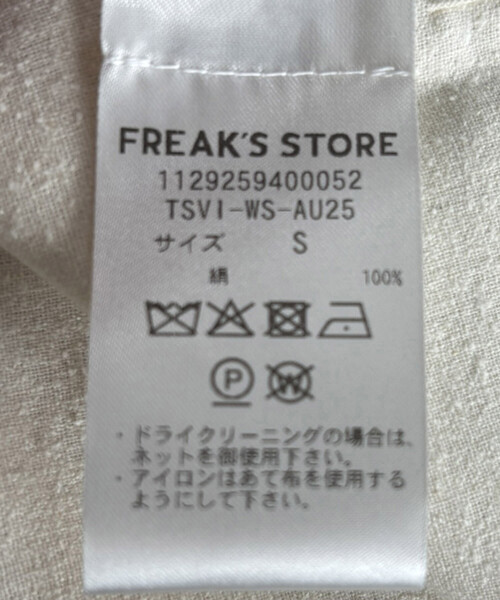 FREAK'S STORE
1129259400052
TSVI-WS-AU25
サイズ S
絹 100%
P W
・ドライクリーニングの場合は、
ネットを御使用下さい。
・アイロンはあて布を使用する
ようにして下さい。